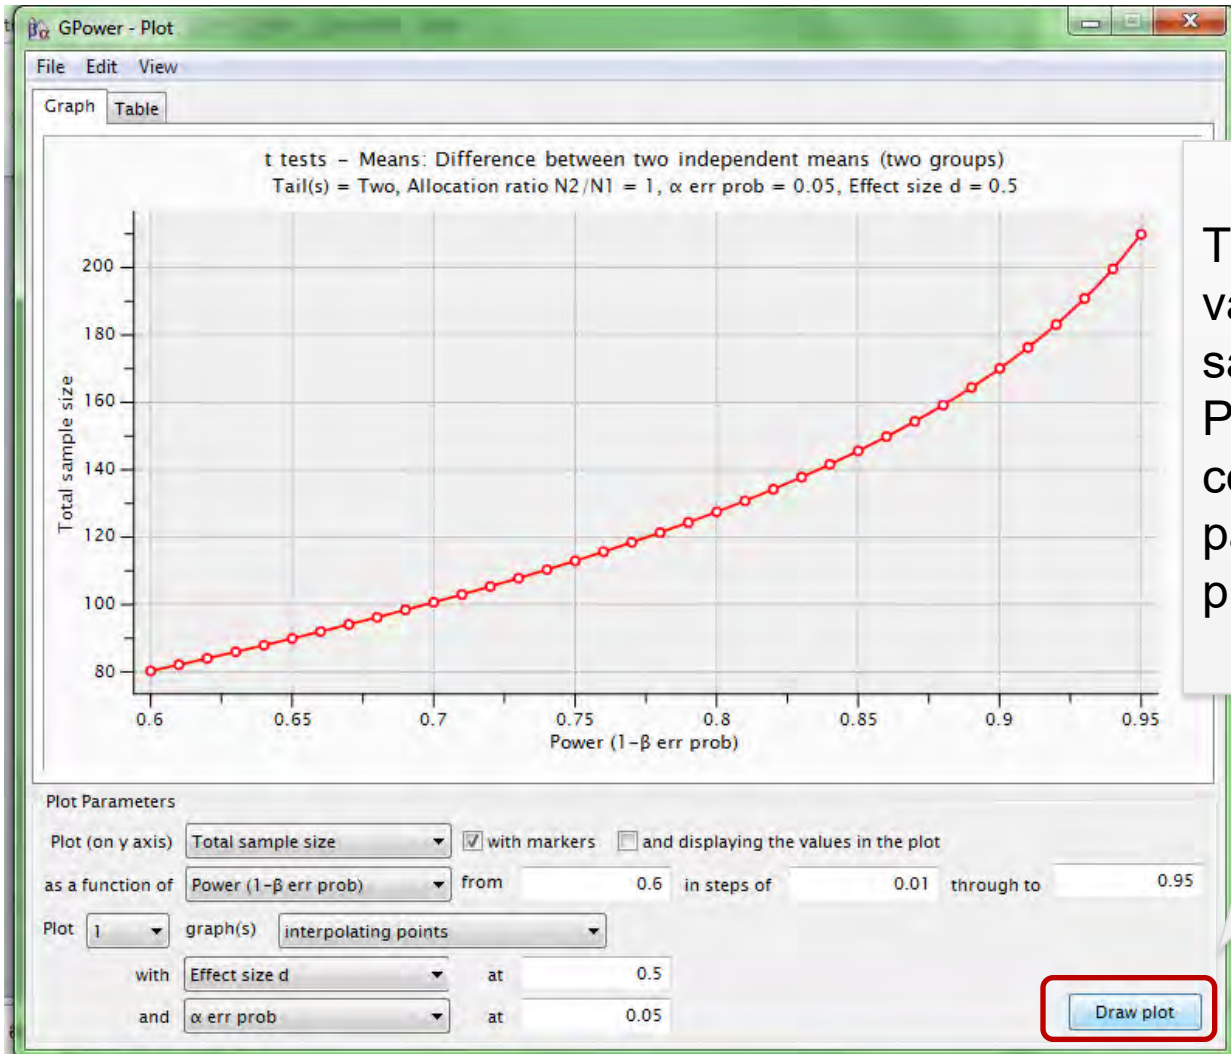 βα GPower - Plot
File Edit View
Graph Table
t tests – Means: Difference between two independent means (two groups)
Tail(s) = Two, Allocation ratio N2/N1 = 1, α err prob = 0.05, Effect size d = 0.5
200
180
160
140
120
100
80
Total sample size
0.6 0.65 0.7 0.75 0.8 0.85 0.9 0.95
Power (1-β err prob)
Plot Parameters
Plot (on y axis) Total sample size with markers and displaying the values in the plot
as a function of Power (1-β err prob) from 0.6 in steps of 0.01 through to 0.95
Plot 1 graph(s) interpolating points
with Effect size d at 0.5
and α err prob at 0.05
Draw plot